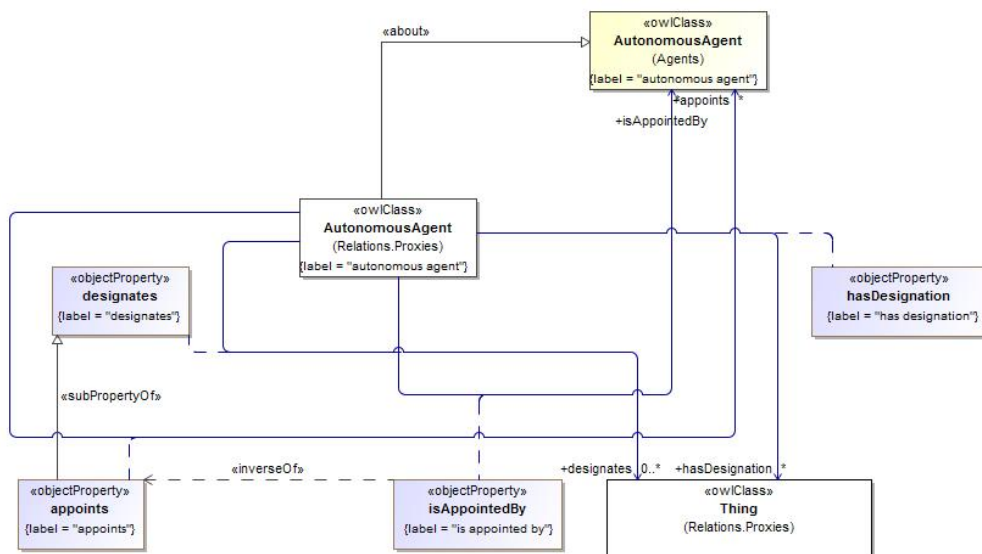 «owlClass»
AutonomousAgent
(Agents)
{label = "autonomous agent"}
«about»
+appoints *
+isAppointedBy
«owlClass»
AutonomousAgent
(Relations.Proxies)
{label = "autonomous agent"}
«objectProperty»
designates
{label = "designates"}
«objectProperty»
hasDesignation
{label = "has designation"}
«subPropertyOf»
«inverseOf»
+designates 0..* +hasDesignation *
«objectProperty»
appoints
{label = "appoints"}
«objectProperty»
isAppointedBy
{label = "is appointed by"}
«owlClass»
Thing
(Relations.Proxies)